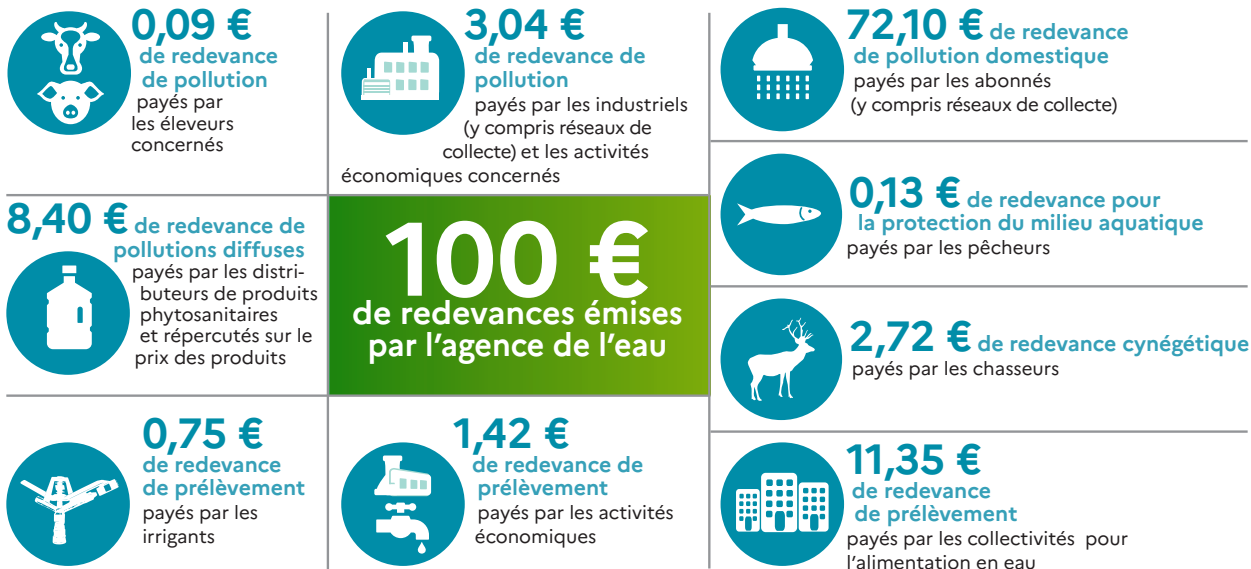 0,09 €
de redevance
de pollution
payés par
les éleveurs
concernés
3,04 €
de redevance de
pollution
payés par les industriels
(y compris réseaux de
collecte) et les activités
économiques concernés
72,10 € de redevance
de pollution domestique
payés par les abonnés
(y compris réseaux de collecte)
8,40 € de redevance de
pollutions diffuses
payés par les distri-
buteurs de produits
phytosanitaires
et répercutés sur le
prix des produits
100 €
de redevances émises
par l’agence de l’eau
0,13 € de redevance pour
la protection du milieu aquatique
payés par les pêcheurs
2,72 € de redevance cynégétique
payés par les chasseurs
0,75 €
de redevance
de prélèvement
payés par les
irrigants
1,42 €
de redevance de
prélèvement
payés par les activités
économiques
11,35 €
de redevance
de prélèvement
payés par les collectivités pour
l’alimentation en eau